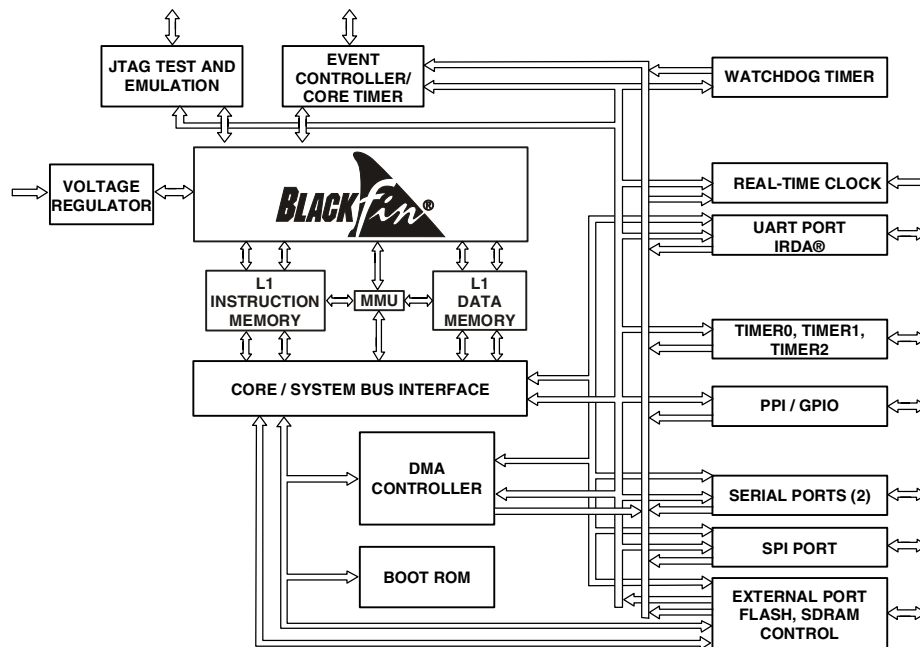 JTAG TEST AND
EMULATION
EVENT
CONTROLLER/
CORE TIMER
WATCHDOG TIMER
VOLTAGE
REGULATOR
BLACKfin®
REAL-TIME CLOCK
UART PORT
IRDA®
L1
INSTRUCTION
MEMORY
MMU
L1
DATA
MEMORY
TIMER0, TIMER1,
TIMER2
CORE / SYSTEM BUS INTERFACE
PPI / GPIO
DMA
CONTROLLER
SERIAL PORTS (2)
SPI PORT
BOOT ROM
EXTERNAL PORT
FLASH, SDRAM
CONTROL